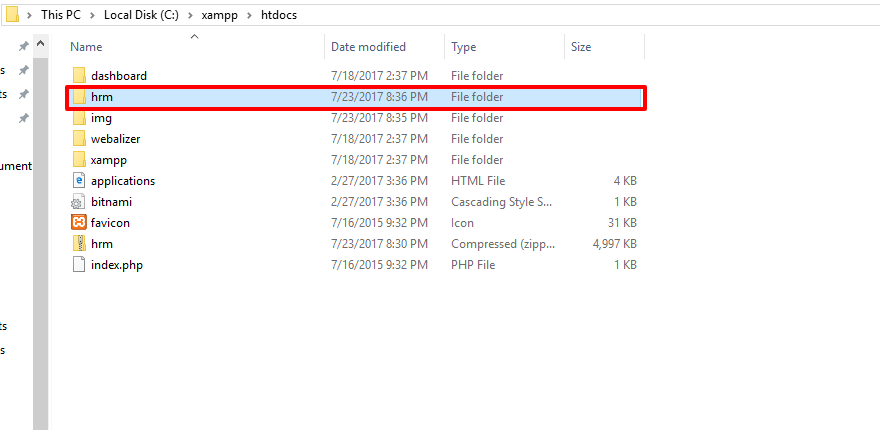 This PC > Local Disk (C:) > xampp > htdocs
Name Date modified Type Size
dashboard 7/18/2017 2:37 PM File folder
s hrm 7/23/2017 8:36 PM File folder
ts img 7/23/2017 8:35 PM File folder
webalizer 7/18/2017 2:37 PM File folder
ument xampp 7/18/2017 2:37 PM File folder
applications 2/27/2017 3:36 PM HTML File 4 KB
bitnami 2/27/2017 3:36 PM Cascading Style S... 1 KB
favicon 7/16/2015 9:32 PM Icon 31 KB
hrm 7/23/2017 8:30 PM Compressed (zipp... 4,997 KB
index.php 7/16/2015 9:32 PM PHP File 1 KB
ts
s